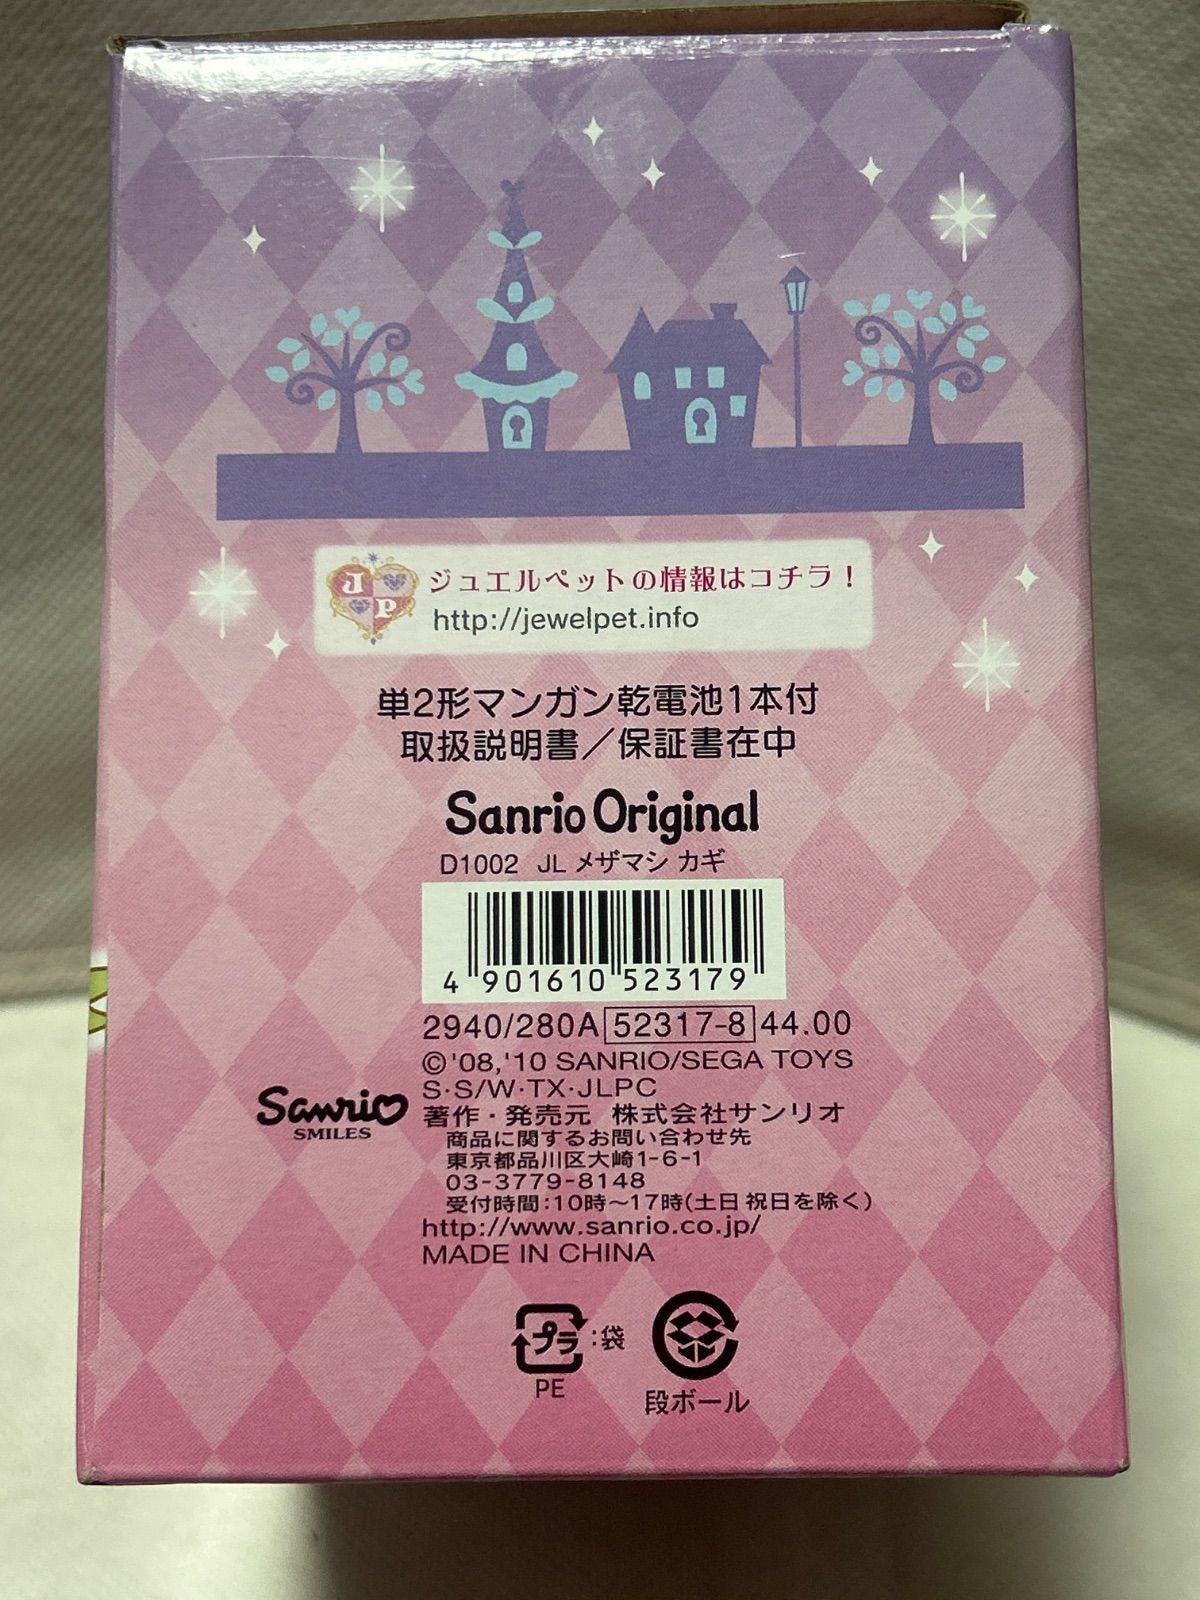 J P
ジュエルペットの情報はコチラ！
http://jewelpet.info
単2形マンガン乾電池1本付
取扱説明書／保証書在中
Sanrio Original
D1002 JL メザマシ カギ
4 901610 523179
2940/280A 52317-8 44.00
©'08,'10 SANRIO/SEGA TOYS
S・S/W・TX・JLPC
Sanrio
SMILES
著作・発売元 株式会社サンリオ
商品に関するお問い合わせ先
東京都品川区大崎1-6-1
03-3779-8148
受付時間：10時～17時(土日祝日を除く)
http://www.sanrio.co.jp/
MADE IN CHINA
プラ :袋
PE
段ボール